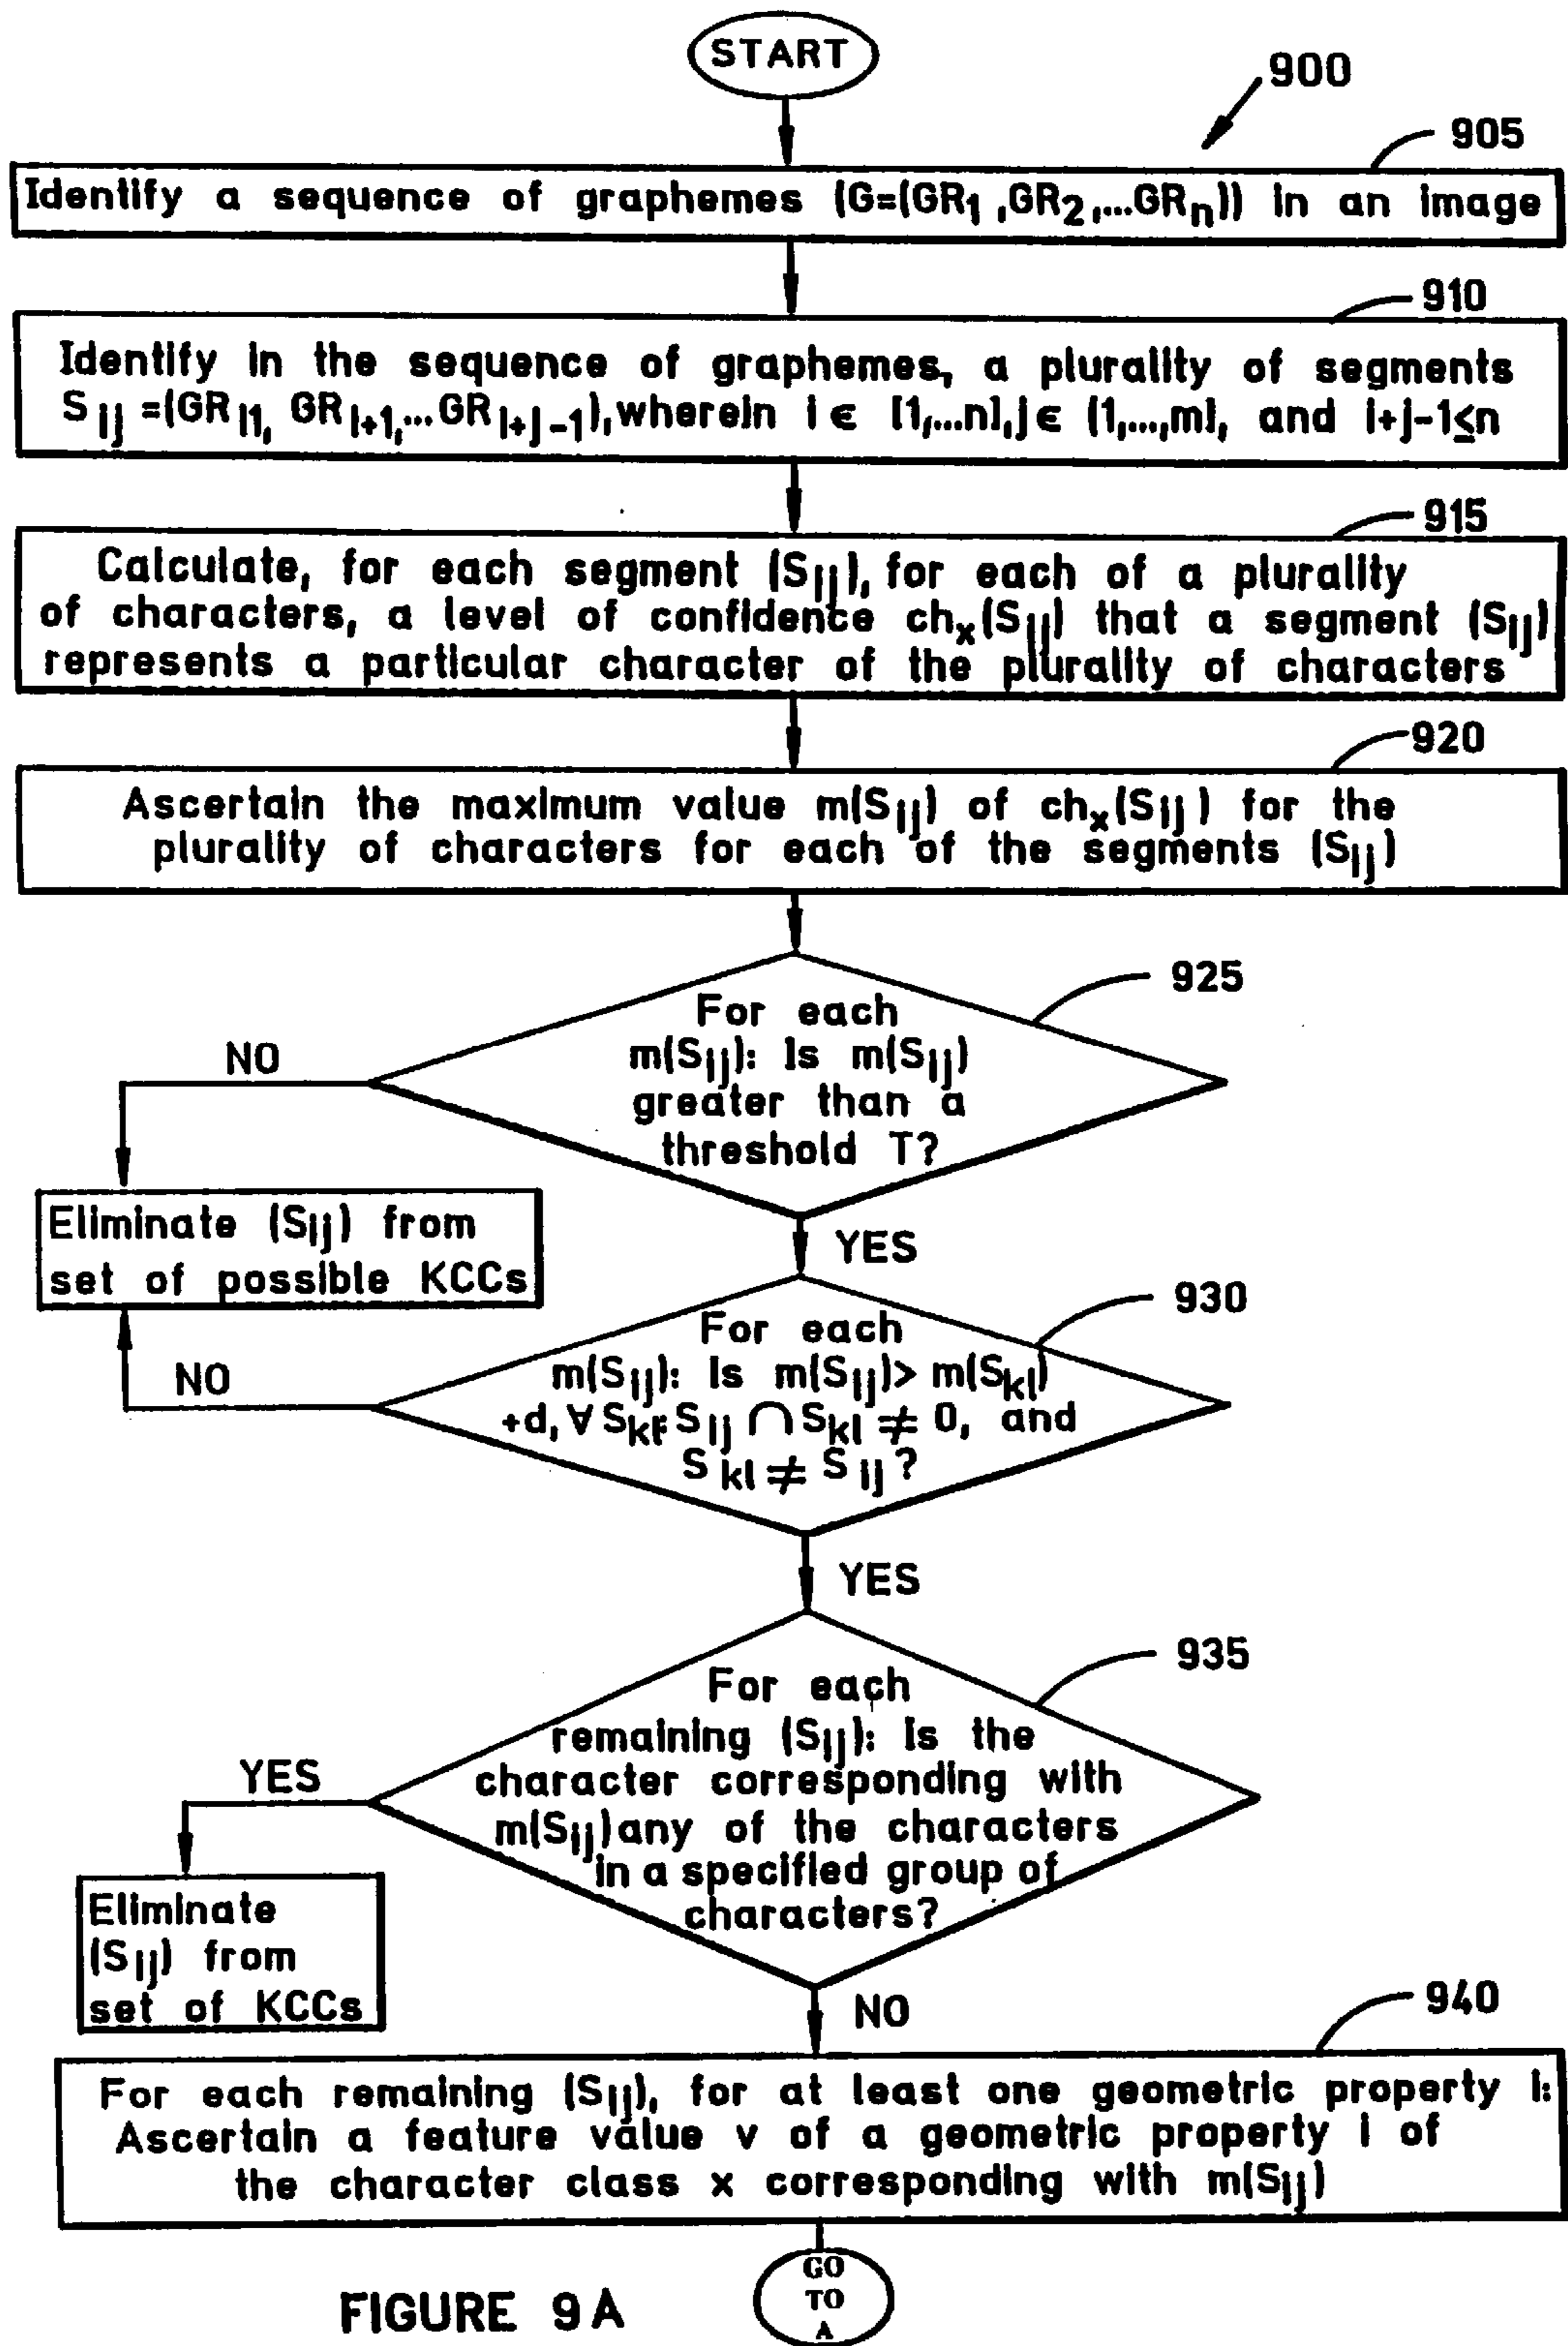 START
900
905
Identify a sequence of graphemes (G=(GR1 ,GR2 ,...GRn)) in an image
910
Identify in the sequence of graphemes, a plurality of segments
Sij =(GRi1, GRi+1,...GRi+j-1), wherein i ∈ [1,...n], j ∈ (1,...,m], and i+j-1≤n
915
Calculate, for each segment (Sij), for each of a plurality
of characters, a level of confidence chx(Sij) that a segment (Sij)
represents a particular character of the plurality of characters
920
Ascertain the maximum value m(Sij) of chx(Sij) for the
plurality of characters for each of the segments (Sij)
925
For each
m(Sij): Is m(Sij)
greater than a
threshold T?
NO
Eliminate (Sij) from
set of possible KCCs
YES
930
For each
m(Sij): Is m(Sij)> m(Skl)
+d, ∀ Skl: Sij ∩ Skl ≠ 0, and
Skl ≠ Sij ?
NO
YES
935
For each
remaining (Sij): Is the
character corresponding with
m(Sij) any of the characters
in a specified group of
characters?
YES
Eliminate
(Sij) from
set of KCCs
NO
940
For each remaining (Sij), for at least one geometric property i:
Ascertain a feature value v of a geometric property i of
the character class x corresponding with m(Sij)
GO
TO
A
FIGURE 9A